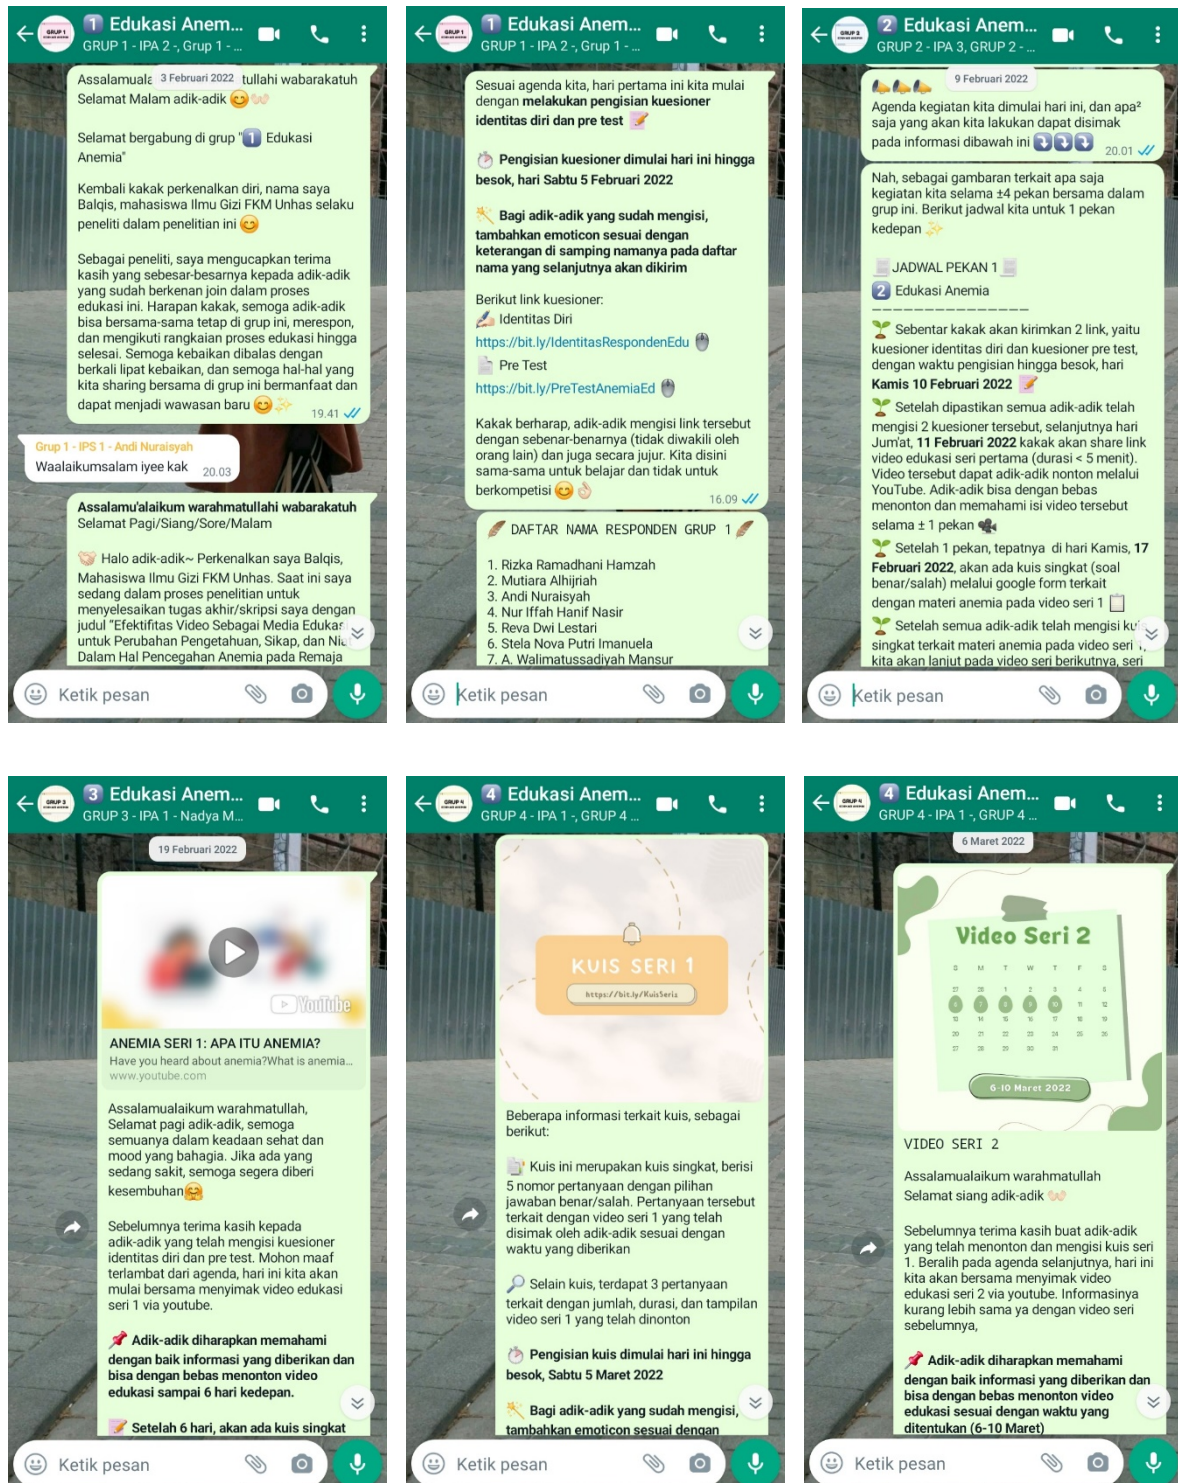 1 Edukasi Anem...
GRUP 1 - IPA 2 -, Grup 1 - ...
3 Februari 2022
Assalamuala tullahi wabarakatuh
Selamat Malam adik-adik
Selamat bergabung di grup "1 Edukasi
Anemia"
Kembali kakak perkenalkan diri, nama saya
Balqis, mahasiswa Ilmu Gizi FKM Unhas selaku
peneliti dalam penelitian ini
Sebagai peneliti, saya mengucapkan terima
kasih yang sebesar-besarnya kepada adik-adik
yang sudah berkenan join dalam proses
edukasi ini. Harapan kakak, semoga adik-adik
bisa bersama-sama tetap di grup ini, merespon,
dan mengikuti rangkaian proses edukasi hingga
selesai. Semoga kebaikan dibalas dengan
berkali lipat kebaikan, dan semoga hal-hal yang
kita sharing bersama di grup ini bermanfaat dan
dapat menjadi wawasan baru
19.41
Grup 1 - IPS 1 - Andi Nuraisyah
Waalaikumsalam iyee kak 20.03
Assalamu'alaikum warahmatullahi wabarakatuh
Selamat Pagi/Siang/Sore/Malam
Halo adik-adik~ Perkenalkan saya Balqis,
Mahasiswa Ilmu Gizi FKM Unhas. Saat ini saya
sedang dalam proses penelitian untuk
menyelesaikan tugas akhir/skripsi saya dengan
judul "Efektifitas Video Sebagai Media Edukas
untuk Perubahan Pengetahuan, Sikap, dan Nia
Dalam Hal Pencegahan Anemia pada Remaja
Ketik pesan
1 Edukasi Anem...
GRUP 1 - IPA 2 -, Grup 1 - ...
Sesuai agenda kita, hari pertama ini kita mulai
dengan melakukan pengisian kuesioner
identitas diri dan pre test
Pengisian kuesioner dimulai hari ini hingga
besok, hari Sabtu 5 Februari 2022
Bagi adik-adik yang sudah mengisi,
tambahkan emoticon sesuai dengan
keterangan di samping namanya pada daftar
nama yang selanjutnya akan dikirim
Berikut link kuesioner:
Identitas Diri
https://bit.ly/IdentitasRespondenEdu
Pre Test
https://bit.ly/PreTestAnemiaEd
Kakak berharap, adik-adik mengisi link tersebut
dengan sebenar-benarnya (tidak diwakili oleh
orang lain) dan juga secara jujur. Kita disini
sama-sama untuk belajar dan tidak untuk
berkompetisi
16.09
DAFTAR NAMA RESPONDEN GRUP 1
1. Rizka Ramadhani Hamzah
2. Mutiara Alhijriah
3. Andi Nuraisyah
4. Nur Iffah Hanif Nasir
5. Reva Dwi Lestari
6. Stela Nova Putri Imanuela
7. A. Walimatussadiyah Mansur
Ketik pesan
2 Edukasi Anem...
GRUP 2 - IPA 3, GRUP 2 - ...
9 Februari 2022
Agenda kegiatan kita dimulai hari ini, dan apa²
saja yang akan kita lakukan dapat disimak
pada informasi dibawah ini
20.01
Nah, sebagai gambaran terkait apa saja
kegiatan kita selama ±4 pekan bersama dalam
grup ini. Berikut jadwal kita untuk 1 pekan
kedepan
JADWAL PEKAN 1
2 Edukasi Anemia
----------------
Sebentar kakak akan kirimkan 2 link, yaitu
kuesioner identitas diri dan kuesioner pre test,
dengan waktu pengisian hingga besok, hari
Kamis 10 Februari 2022
Setelah dipastikan semua adik-adik telah
mengisi 2 kuesioner tersebut, selanjutnya hari
Jum'at, 11 Februari 2022 kakak akan share link
video edukasi seri pertama (durasi < 5 menit).
Video tersebut dapat adik-adik nonton melalui
YouTube. Adik-adik bisa dengan bebas
menonton dan memahami isi video tersebut
selama ± 1 pekan
Setelah 1 pekan, tepatnya di hari Kamis, 17
Februari 2022, akan ada kuis singkat (soal
benar/salah) melalui google form terkait
dengan materi anemia pada video seri 1
Setelah semua adik-adik telah mengisi kuis
singkat terkait materi anemia pada video seri 1,
kita akan lanjut pada video seri berikutnya, seri
Ketik pesan
3 Edukasi Anem...
GRUP 3 - IPA 1 - Nadya M...
19 Februari 2022
YouTube
ANEMIA SERI 1: APA ITU ANEMIA?
Have you heard about anemia?What is anemia...
www.youtube.com
Assalamualaikum warahmatullah,
Selamat pagi adik-adik, semoga
semuanya dalam keadaan sehat dan
mood yang bahagia. Jika ada yang
sedang sakit, semoga segera diberi
kesembuhan
Sebelumnya terima kasih kepada
adik-adik yang telah mengisi kuesioner
identitas diri dan pre test. Mohon maaf
terlambat dari agenda, hari ini kita akan
mulai bersama menyimak video edukasi
seri 1 via youtube.
Adik-adik diharapkan memahami
dengan baik informasi yang diberikan dan
bisa dengan bebas menonton video
edukasi sampai 6 hari kedepan.
Setelah 6 hari, akan ada kuis singkat
Ketik pesan
4 Edukasi Anem...
GRUP 4 - IPA 1 -, GRUP 4 ...
KUIS SERI 1
https://bit.ly/KuisSeri1
Beberapa informasi terkait kuis, sebagai
berikut:
Kuis ini merupakan kuis singkat, berisi
5 nomor pertanyaan dengan pilihan
jawaban benar/salah. Pertanyaan tersebut
terkait dengan video seri 1 yang telah
disimak oleh adik-adik sesuai dengan
waktu yang diberikan
Selain kuis, terdapat 3 pertanyaan
terkait dengan jumlah, durasi, dan tampilan
video seri 1 yang telah dinonton
Pengisian kuis dimulai hari ini hingga
besok, Sabtu 5 Maret 2022
Bagi adik-adik yang sudah mengisi,
tambahkan emoticon sesuai dengan
Ketik pesan
4 Edukasi Anem...
GRUP 4 - IPA 1 -, GRUP 4 ...
6 Maret 2022
Video Seri 2
S M T W T F S
27 28 1 2 3 4 5
6 7 8 9 10 11 12
13 14 15 16 17 18 19
20 21 22 23 24 25 26
27 28 29 30 31
6-10 Maret 2022
VIDEO SERI 2
Assalamualaikum warahmatullah
Selamat siang adik-adik
Sebelumnya terima kasih buat adik-adik
yang telah menonton dan mengisi kuis seri
1. Beralih pada agenda selanjutnya, hari ini
kita akan bersama menyimak video
edukasi seri 2 via youtube. Informasinya
kurang lebih sama ya dengan video seri
sebelumnya,
Adik-adik diharapkan memahami
dengan baik informasi yang diberikan dan
bisa dengan bebas menonton video
edukasi sesuai dengan waktu yang
ditentukan (6-10 Maret)
Ketik pesan